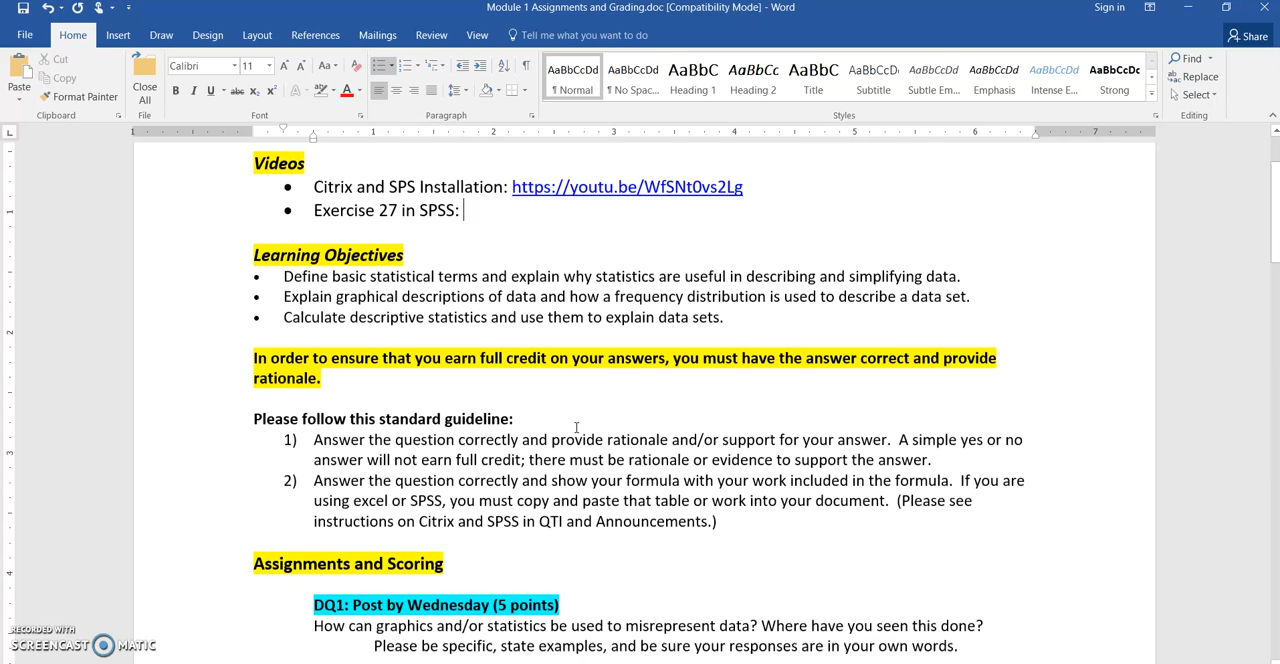 Module 1 Assignments and Grading.doc [Compatibility Mode] - Word
Sign in
File Home Insert Draw Design Layout References Mailings Review View Tell me what you want to do
Share
Paste
Cut
Copy
Format Painter
Close All
Calibri 11
Aa
B I U abc x₂ x² A A
AaBbCcDd AaBbCcDd AaBbC AaBbCc AaBbC AaBbCcD AaBbCcDd AaBbCcDd AaBbCcDd AaBbCcDc
¶ Normal ¶ No Spac... Heading 1 Heading 2 Title Subtitle Subtle Em... Emphasis Intense E... Strong
Find
Replace
Select
Clipboard File Font Paragraph Styles Editing
1 1 2 3 4 5 6 7
Videos
• Citrix and SPS Installation: https://youtu.be/WfSNt0vs2Lg
• Exercise 27 in SPSS:
Learning Objectives
• Define basic statistical terms and explain why statistics are useful in describing and simplifying data.
• Explain graphical descriptions of data and how a frequency distribution is used to describe a data set.
• Calculate descriptive statistics and use them to explain data sets.
In order to ensure that you earn full credit on your answers, you must have the answer correct and provide
rationale.
Please follow this standard guideline:
1) Answer the question correctly and provide rationale and/or support for your answer. A simple yes or no
answer will not earn full credit; there must be rationale or evidence to support the answer.
2) Answer the question correctly and show your formula with your work included in the formula. If you are
using excel or SPSS, you must copy and paste that table or work into your document. (Please see
instructions on Citrix and SPSS in QTI and Announcements.)
Assignments and Scoring
DQ1: Post by Wednesday (5 points)
How can graphics and/or statistics be used to misrepresent data? Where have you seen this done?
Please be specific, state examples, and be sure your responses are in your own words.
RECORDED WITH
SCREENCAST MATIC